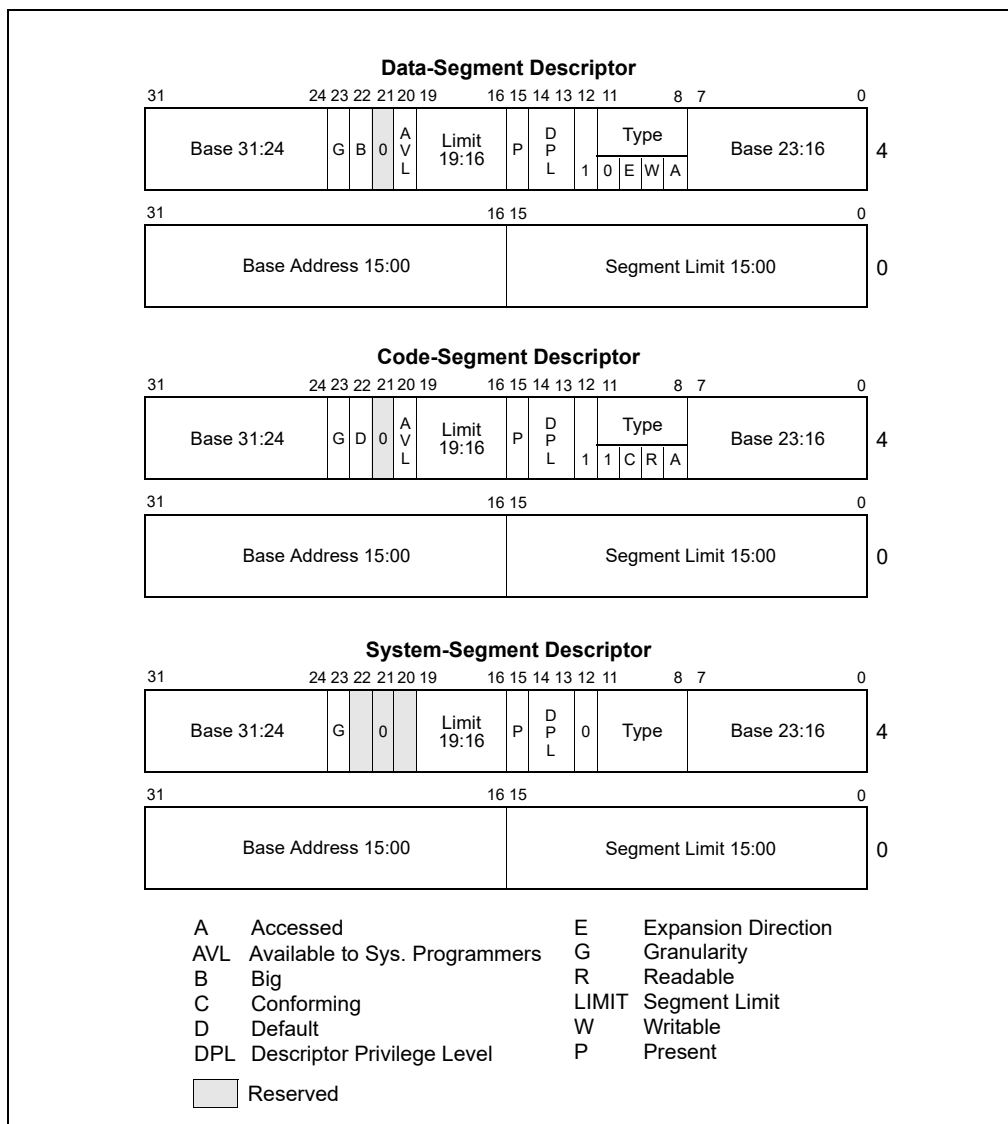 Data-Segment Descriptor
31 24 23 22 21 20 19 16 15 14 13 12 11 8 7 0
Base 31:24 G B 0 AVL Limit 19:16 P DPL 1 Type 0 E W A Base 23:16 4
31 16 15 0
Base Address 15:00 Segment Limit 15:00 0
Code-Segment Descriptor
31 24 23 22 21 20 19 16 15 14 13 12 11 8 7 0
Base 31:24 G D 0 AVL Limit 19:16 P DPL 1 Type 1 C R A Base 23:16 4
31 16 15 0
Base Address 15:00 Segment Limit 15:00 0
System-Segment Descriptor
31 24 23 22 21 20 19 16 15 14 13 12 11 8 7 0
Base 31:24 G 0 Limit 19:16 P DPL 0 Type Base 23:16 4
31 16 15 0
Base Address 15:00 Segment Limit 15:00 0
A Accessed
AVL Available to Sys. Programmers
B Big
C Conforming
D Default
DPL Descriptor Privilege Level
Reserved
E Expansion Direction
G Granularity
R Readable
LIMIT Segment Limit
W Writable
P Present